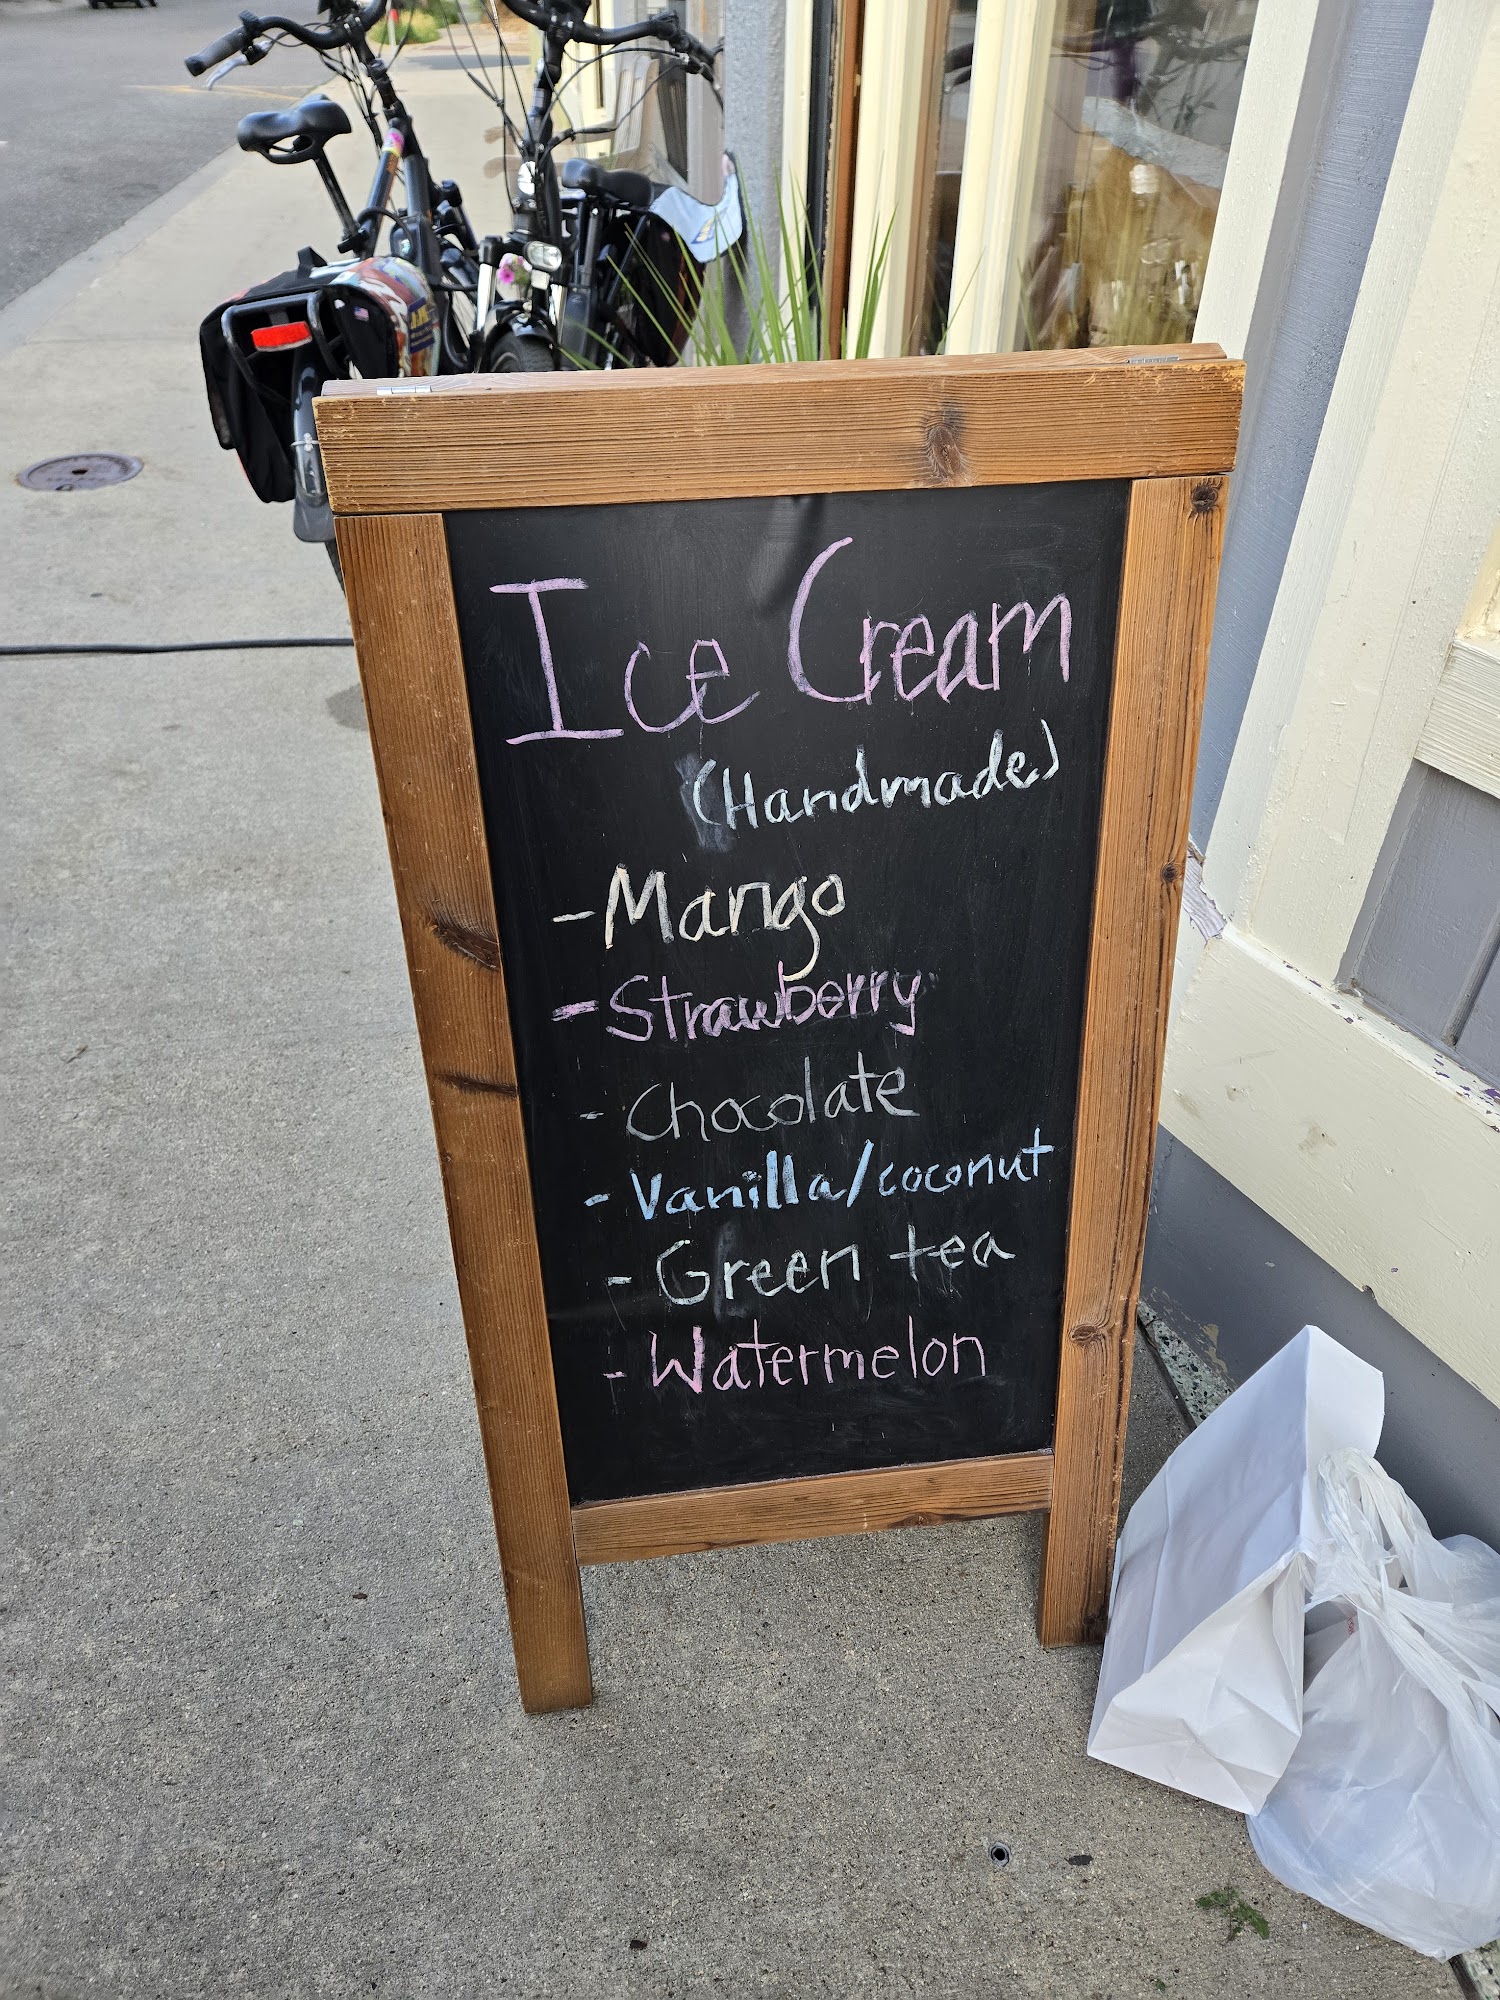 Ice Cream
(Handmade)
- Mango
- Strawberry
- Chocolate
- Vanilla/coconut
- Green tea
- Watermelon